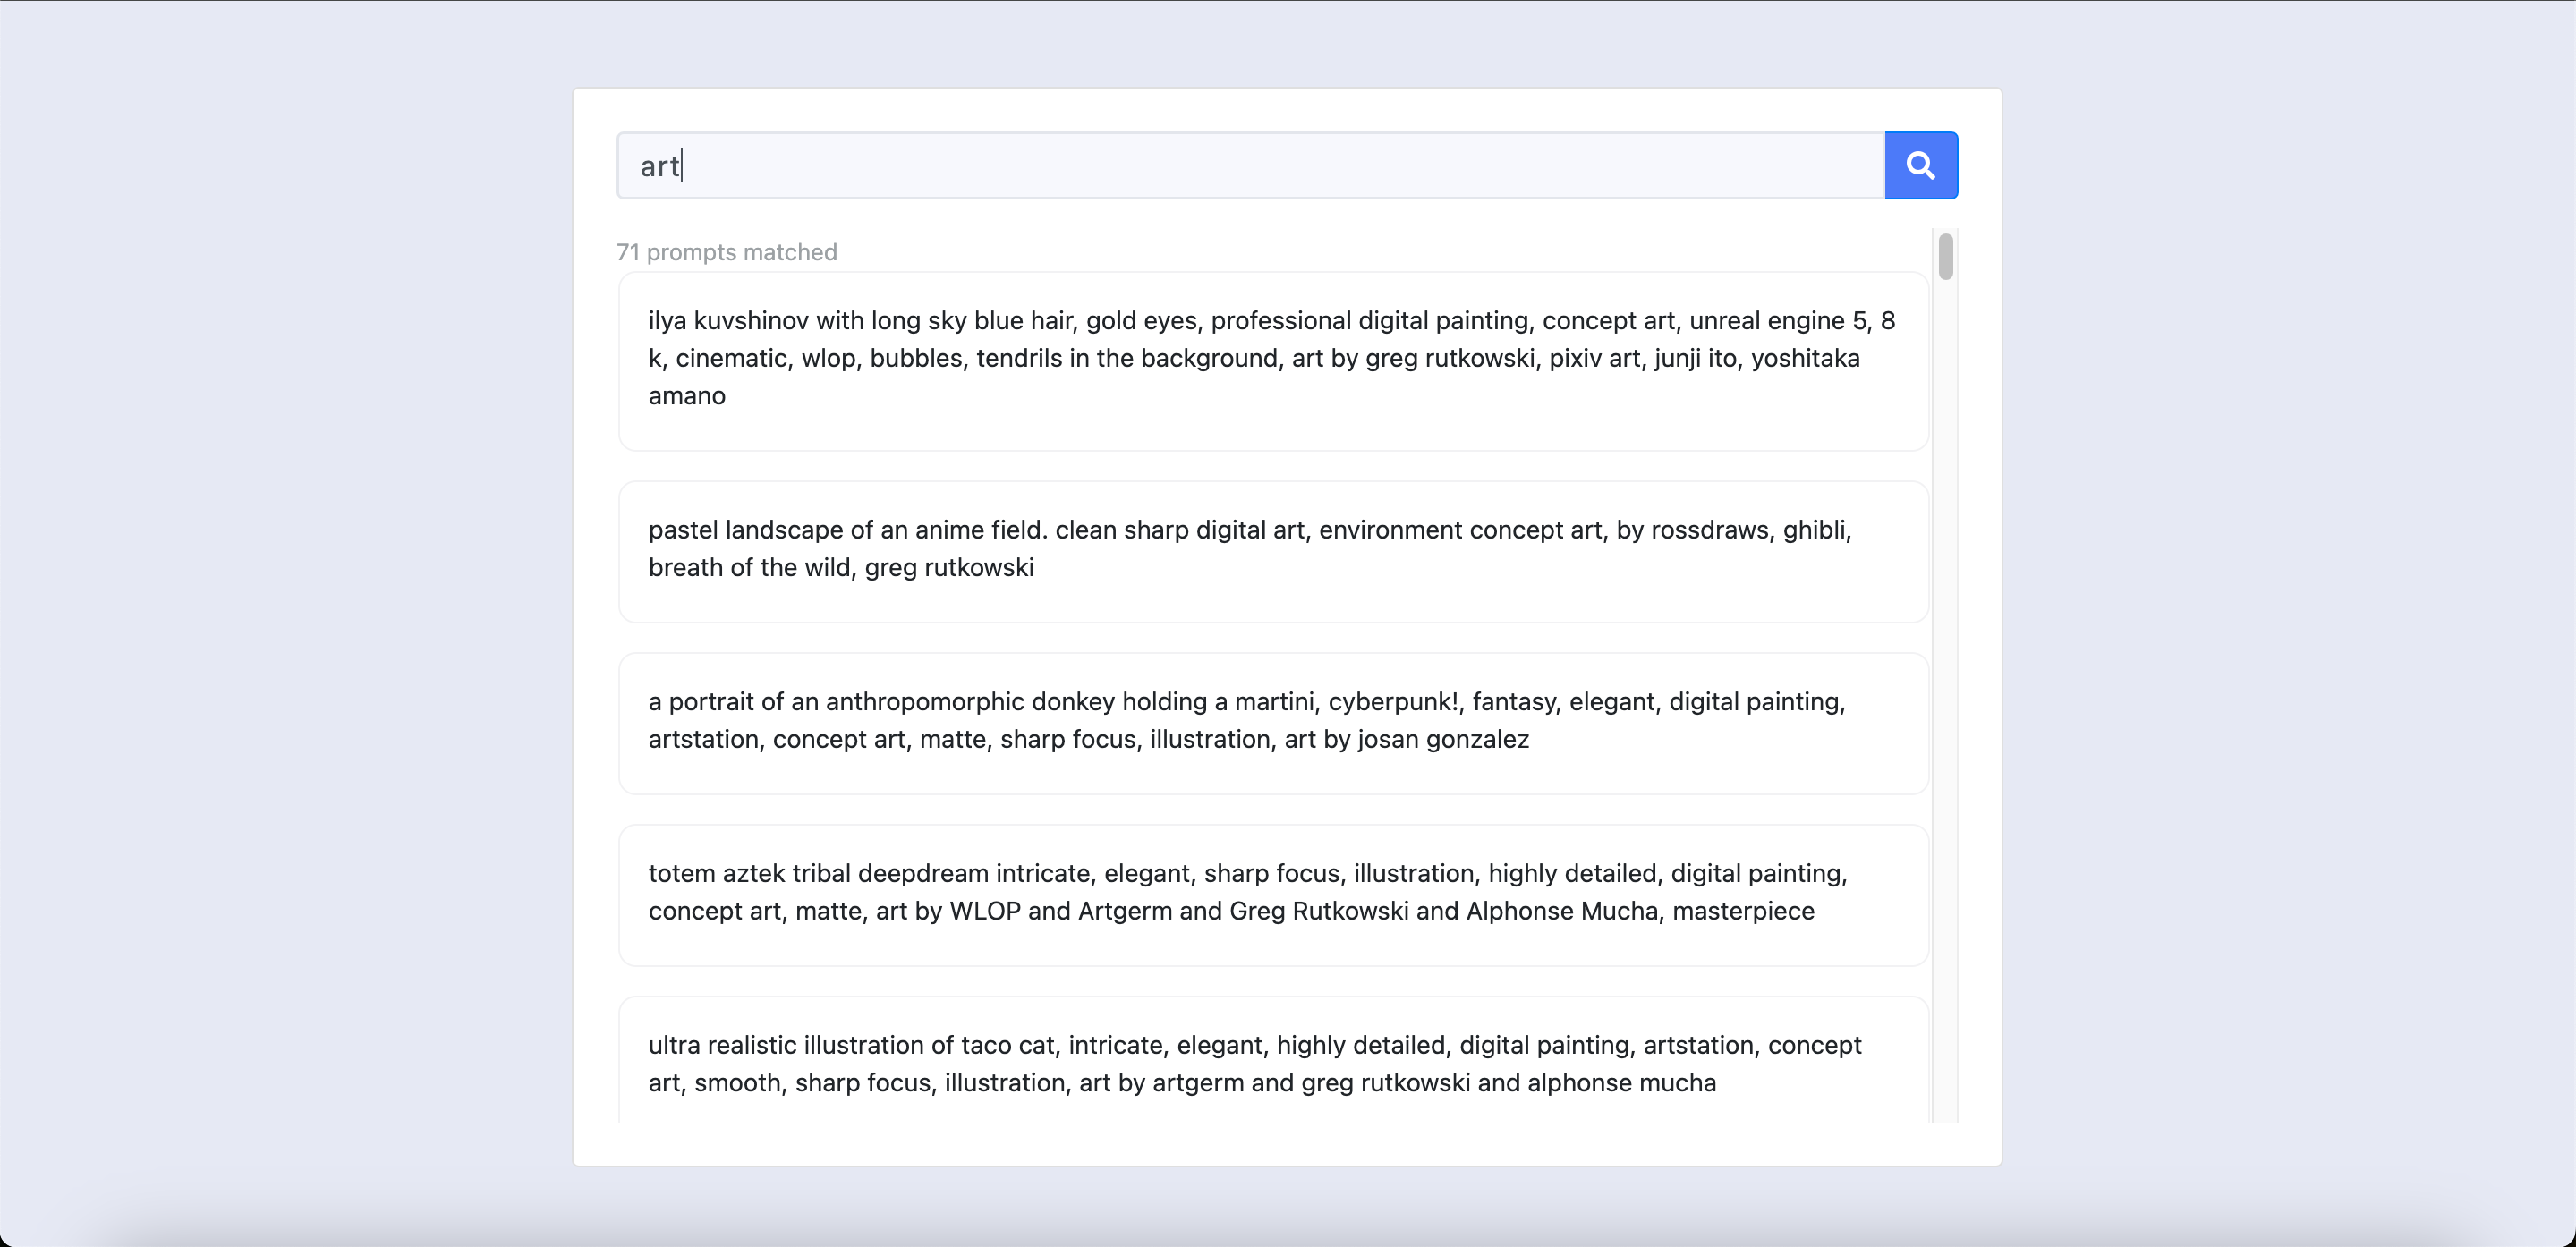 art
71 prompts matched
ilya kuvshinov with long sky blue hair, gold eyes, professional digital painting, concept art, unreal engine 5, 8
k, cinematic, wlop, bubbles, tendrils in the background, art by greg rutkowski, pixiv art, junji ito, yoshitaka
amano
pastel landscape of an anime field. clean sharp digital art, environment concept art, by rossdraws, ghibli,
breath of the wild, greg rutkowski
a portrait of an anthropomorphic donkey holding a martini, cyberpunk!, fantasy, elegant, digital painting,
artstation, concept art, matte, sharp focus, illustration, art by josan gonzalez
totem aztek tribal deepdream intricate, elegant, sharp focus, illustration, highly detailed, digital painting,
concept art, matte, art by WLOP and Artgerm and Greg Rutkowski and Alphonse Mucha, masterpiece
ultra realistic illustration of taco cat, intricate, elegant, highly detailed, digital painting, artstation, concept
art, smooth, sharp focus, illustration, art by artgerm and greg rutkowski and alphonse mucha